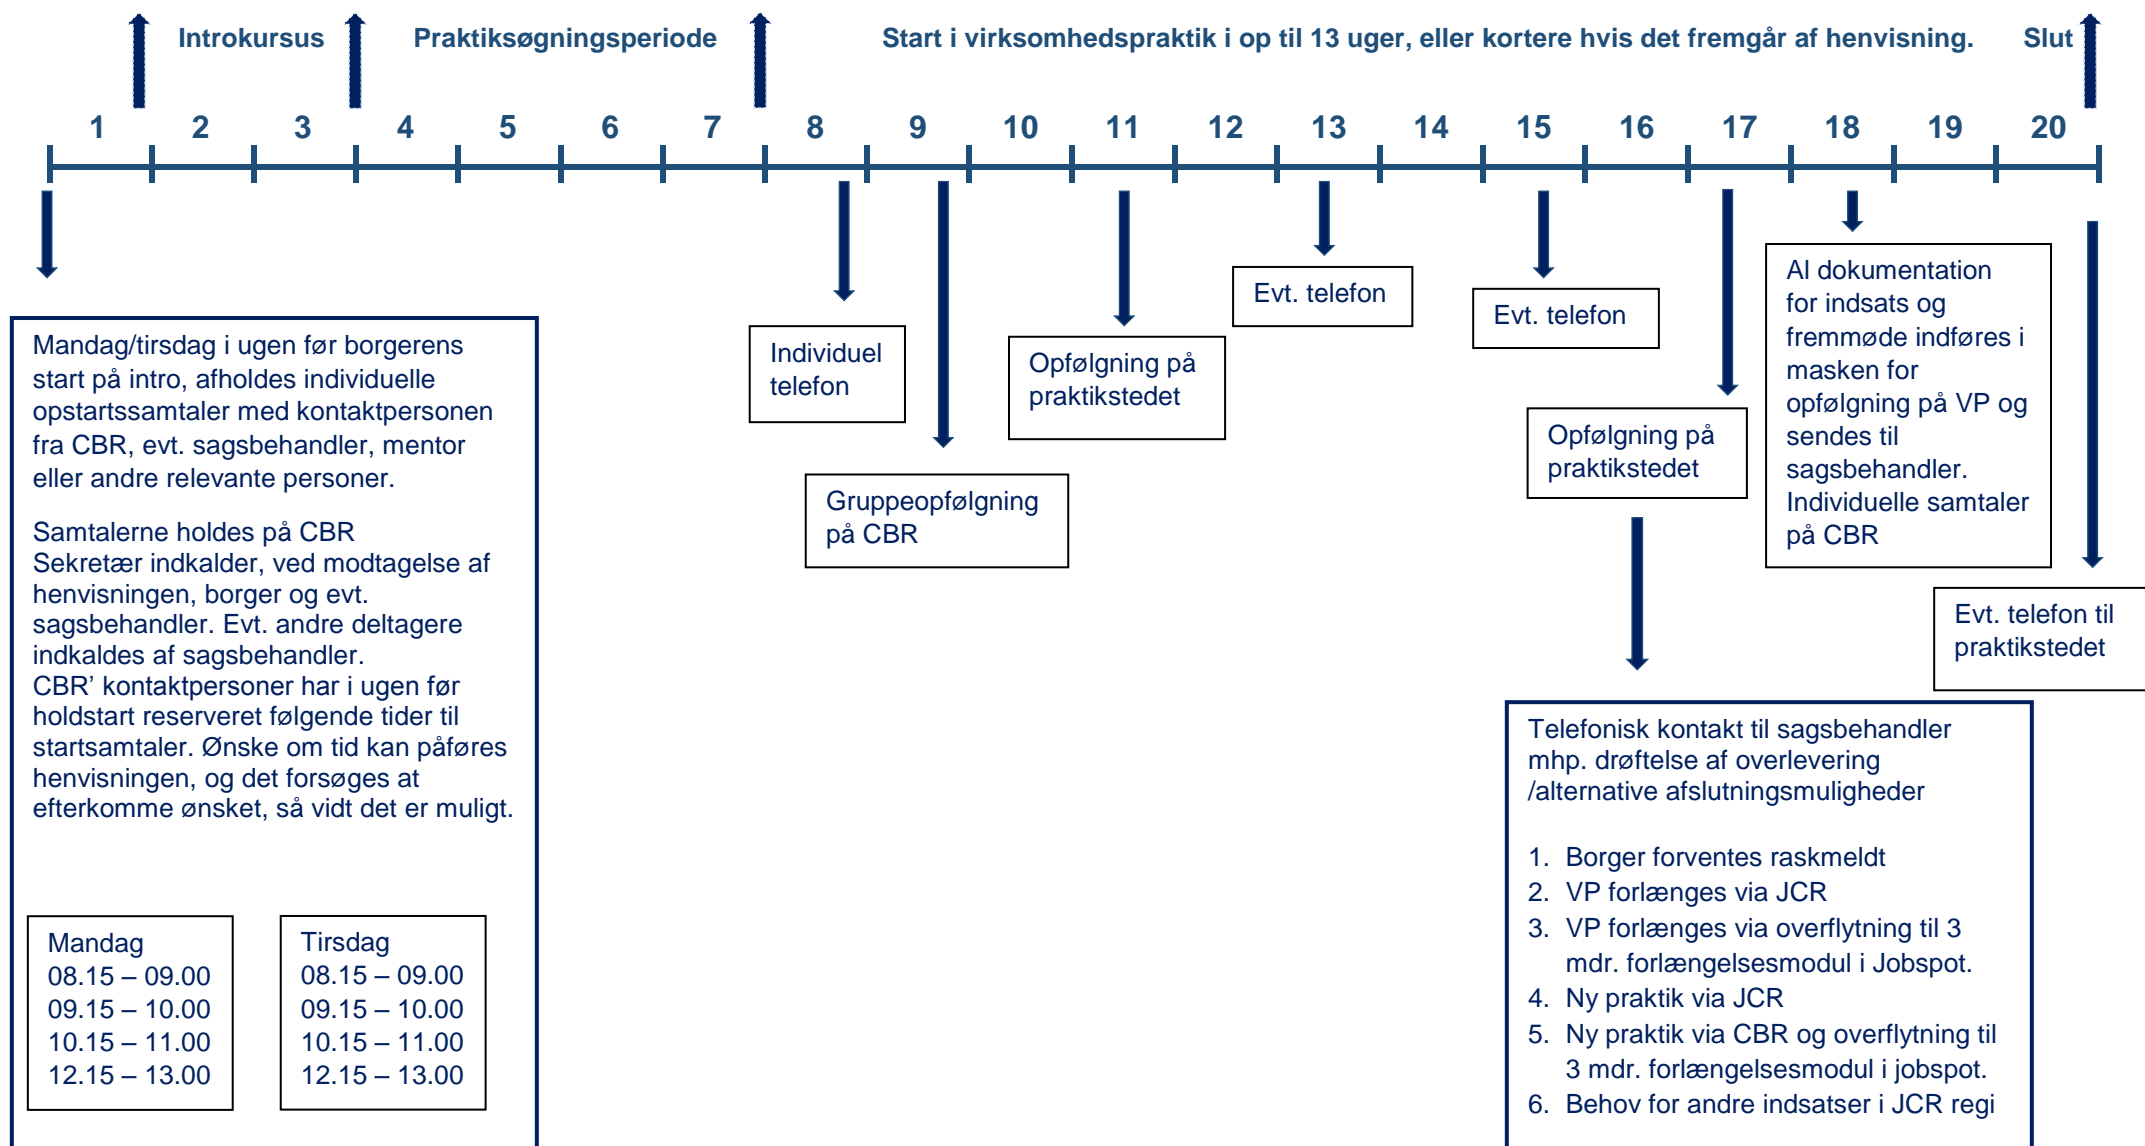 Introkursus
Praktiksøgningsperiode
Start i virksomhedspraktik i op til 13 uger, eller kortere hvis det fremgår af henvisning.
Slut
1 2 3 4 5 6 7 8 9 10 11 12 13 14 15 16 17 18 19 20
Mandag/tirsdag i ugen før borgerens
start på intro, afholdes individuelle
opstartssamtaler med kontaktpersonen
fra CBR, evt. sagsbehandler, mentor
eller andre relevante personer.
Samtalerne holdes på CBR
Sekretær indkalder, ved modtagelse af
henvisningen, borger og evt.
sagsbehandler. Evt. andre deltagere
indkaldes af sagsbehandler.
CBR’ kontaktpersoner har i ugen før
holdstart reserveret følgende tider til
startsamtaler. Ønske om tid kan påføres
henvisningen, og det forsøges at
efterkomme ønsket, så vidt det er muligt.
Mandag
08.15 – 09.00
09.15 – 10.00
10.15 – 11.00
12.15 – 13.00
Tirsdag
08.15 – 09.00
09.15 – 10.00
10.15 – 11.00
12.15 – 13.00
Individuel
telefon
Gruppeopfølgning
på CBR
Opfølgning på
praktikstedet
Evt. telefon
Evt. telefon
Opfølgning på
praktikstedet
Al dokumentation
for indsats og
fremmøde indføres i
masken for
opfølgning på VP og
sendes til
sagsbehandler.
Individuelle samtaler
på CBR
Evt. telefon til
praktikstedet
Telefonisk kontakt til sagsbehandler
mhp. drøftelse af overlevering
/alternative afslutningsmuligheder
1. Borger forventes raskmeldt
2. VP forlænges via JCR
3. VP forlænges via overflytning til 3
mdr. forlængelsesmodul i Jobspot.
4. Ny praktik via JCR
5. Ny praktik via CBR og overflytning til
3 mdr. forlængelsesmodul i jobspot.
6. Behov for andre indsatser i JCR regi